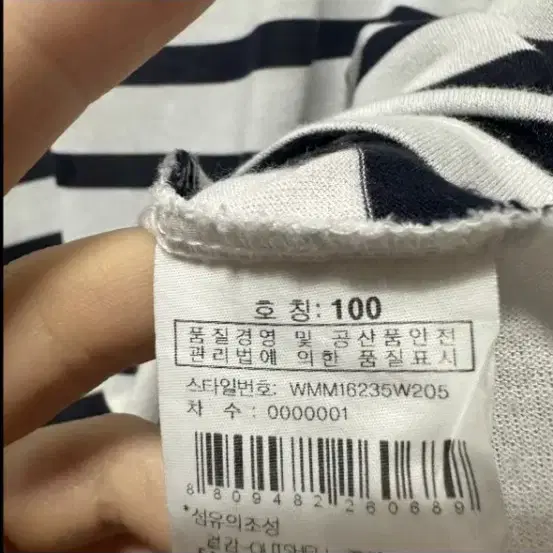 호 칭: 100
품질경영 및 공산품안전
관리법에 의한 품질표시
스타일번호: WMM16235W205
차 수 : 0000001
8809482260689
*섬유의조성